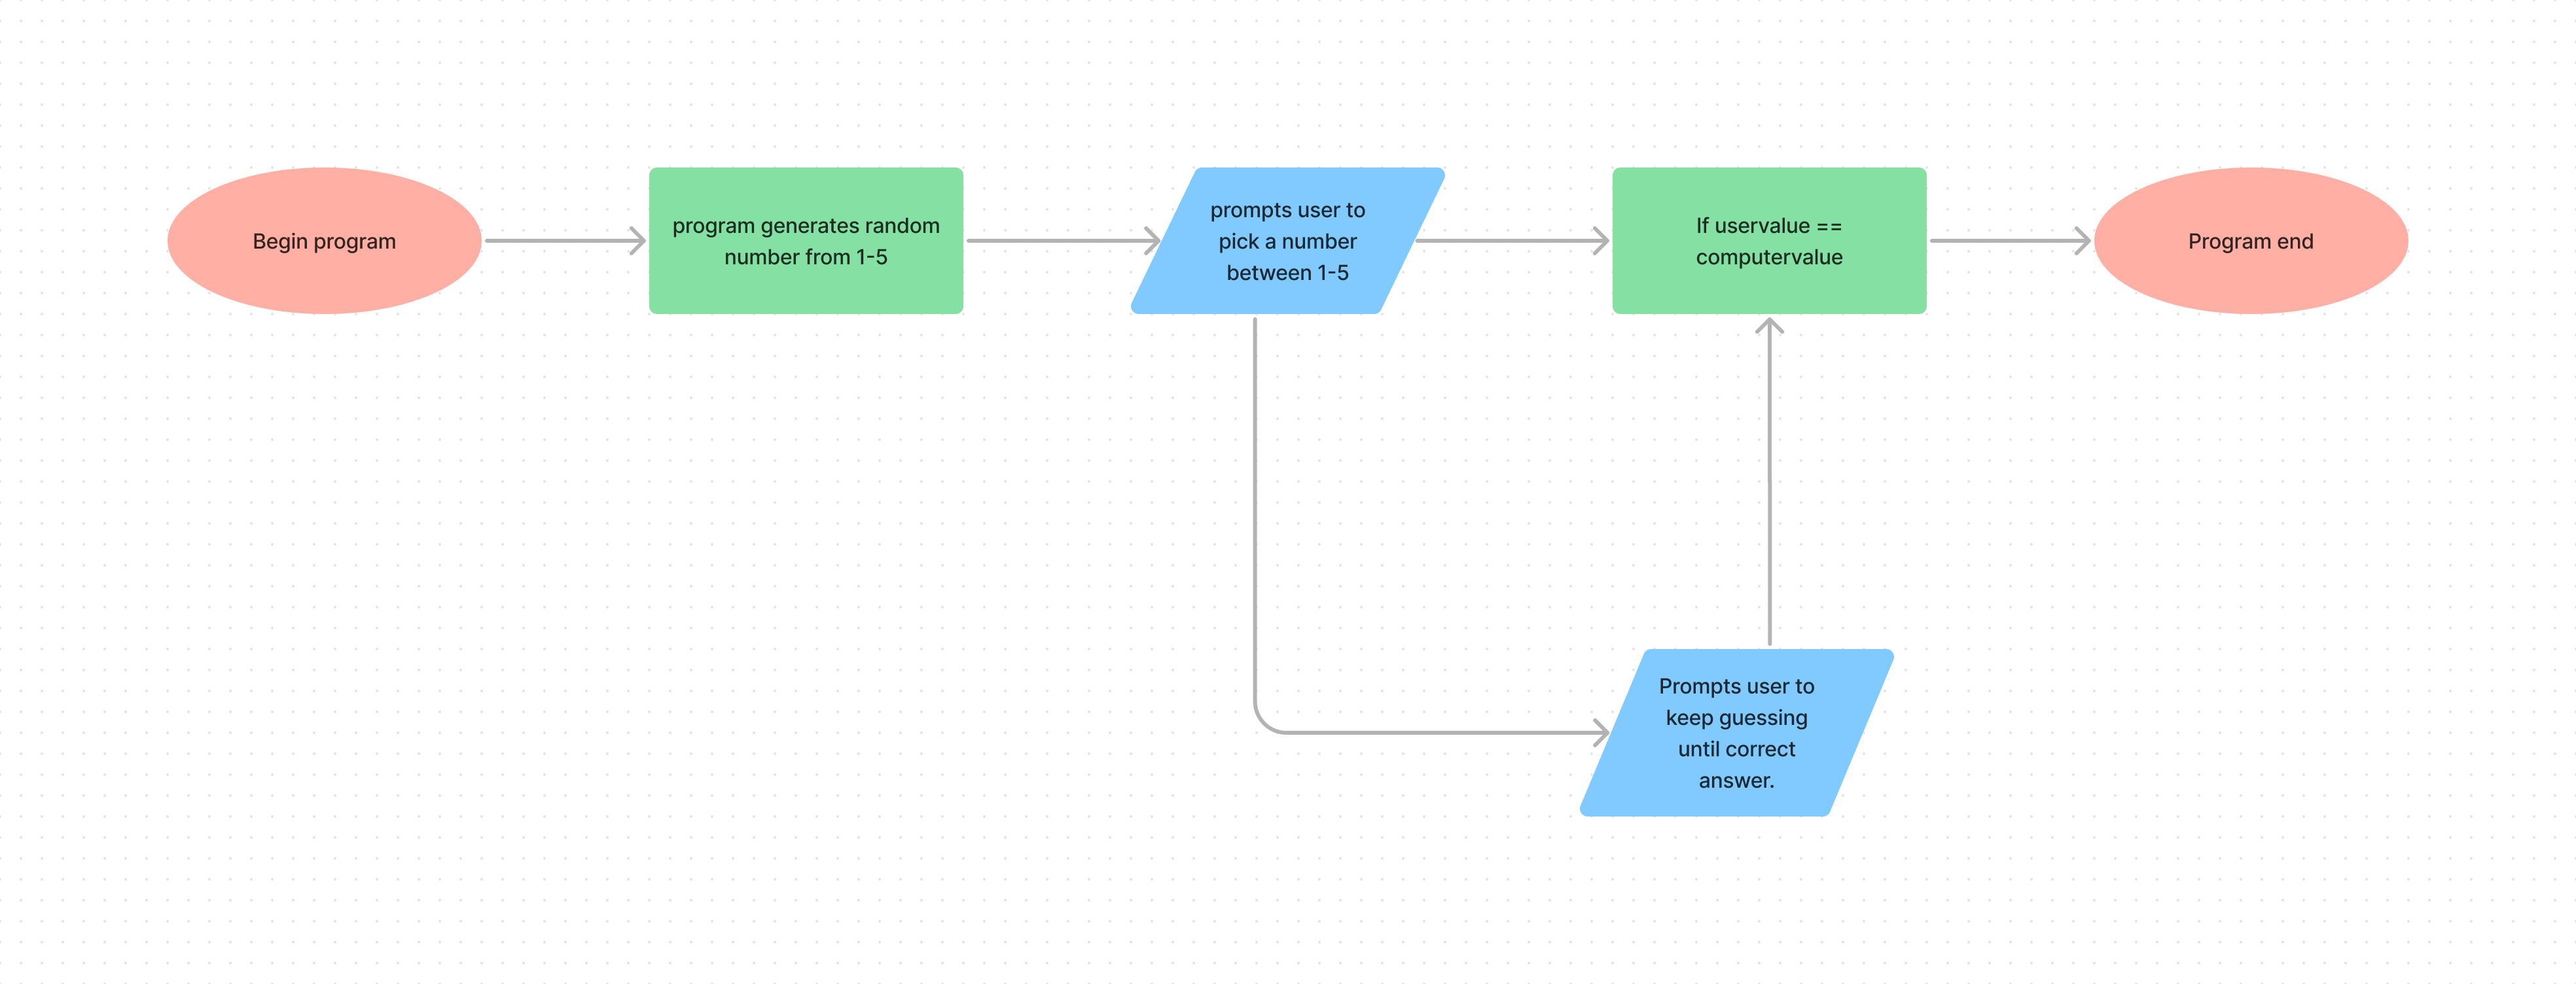 Begin program
program generates random
number from 1-5
prompts user to
pick a number
between 1-5
If uservalue ==
computervalue
Program end
Prompts user to
keep guessing
until correct
answer.